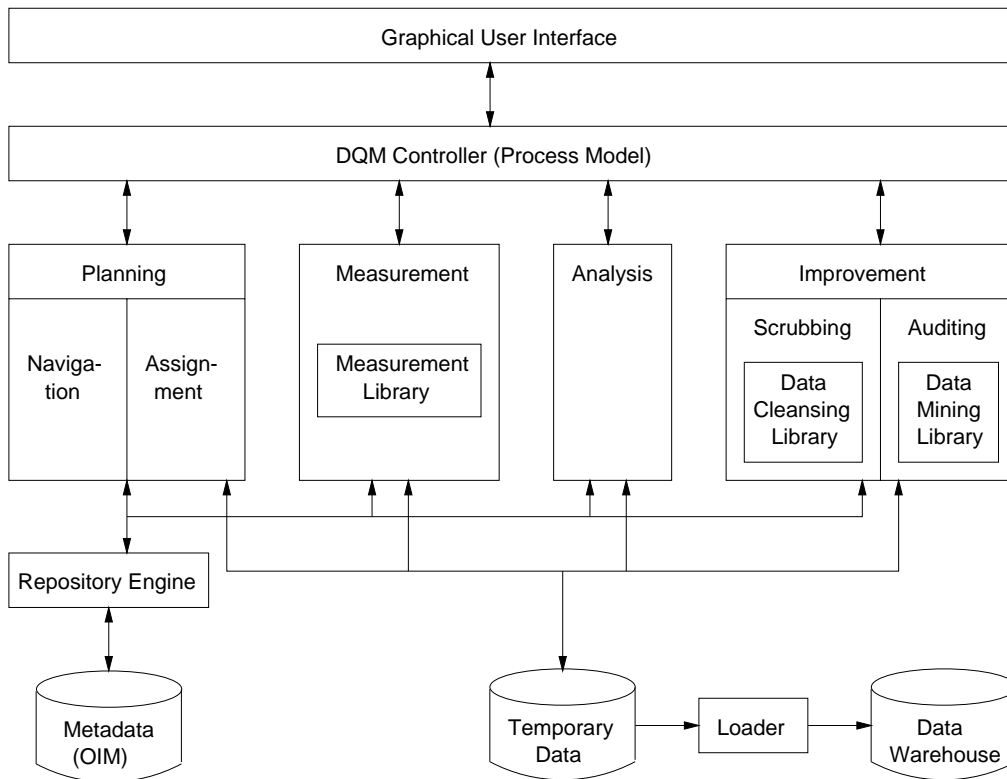 Graphical User Interface
DQM Controller (Process Model)
Planning
Naviga-
tion
Assign-
ment
Measurement
Measurement
Library
Analysis
Improvement
Scrubbing
Data
Cleansing
Library
Auditing
Data
Mining
Library
Repository Engine
Metadada
(OIM)
Temporary
Data
Loader
Data
Warehouse